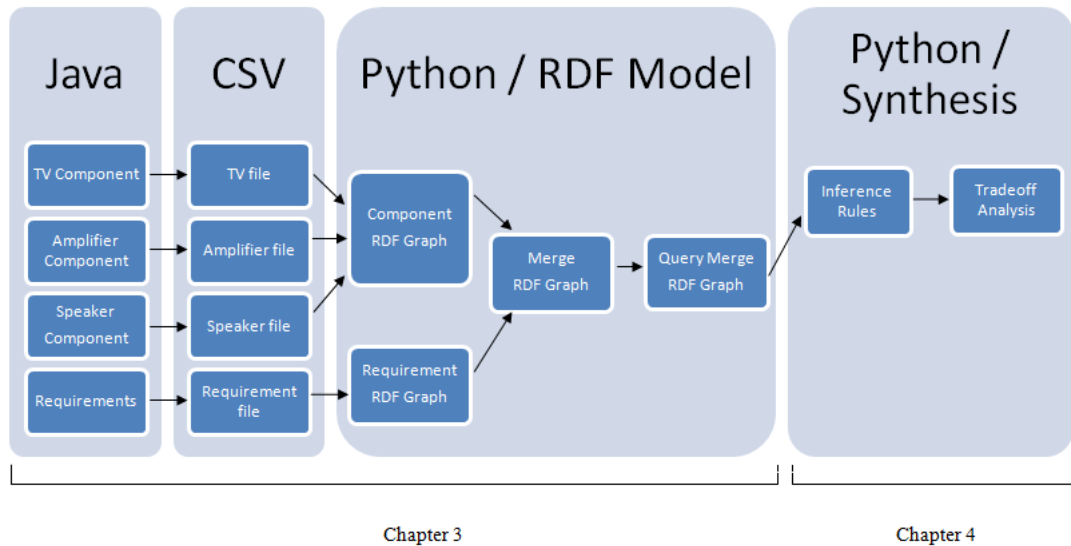 Java
CSV
Python / RDF Model
Python /
Synthesis
TV Component
TV file
Amplifier
Component
Amplifier file
Speaker
Component
Speaker file
Requirements
Requirement
file
Component
RDF Graph
Requirement
RDF Graph
Merge
RDF Graph
Query Merge
RDF Graph
Inference
Rules
Tradeoff
Analysis
Chapter 3
Chapter 4